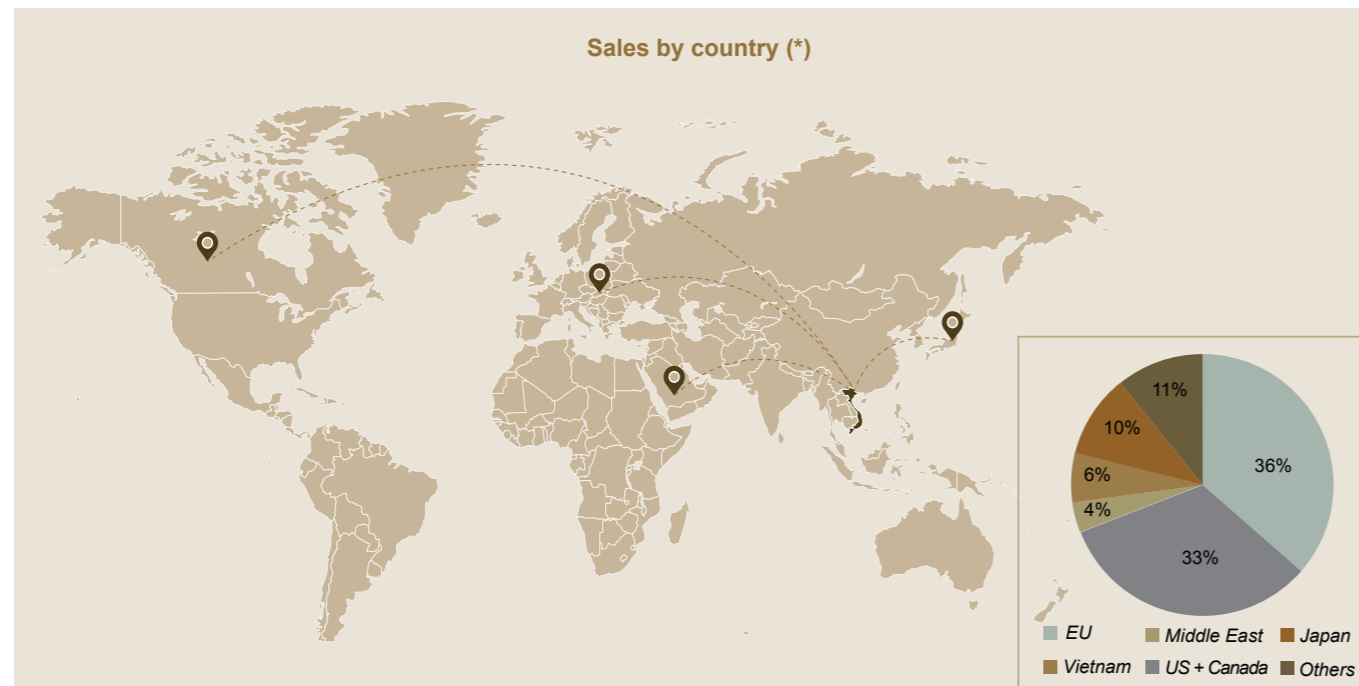 Sales by country (*)
11%
10%
36%
6%
4%
33%
EU
Middle East
Japan
Vietnam
US + Canada
Others